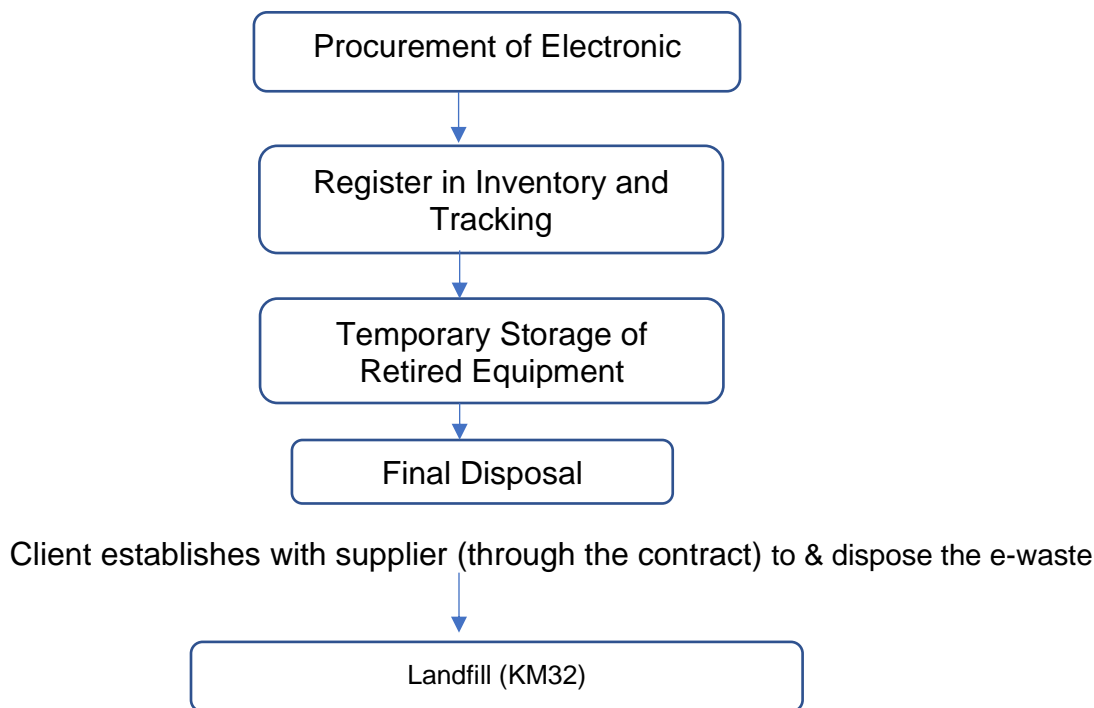 Procurement of Electronic
Register in Inventory and
Tracking
Temporary Storage of
Retired Equipment
Final Disposal
Client establishes with supplier (through the contract) to & dispose the e-waste
Landfill (KM32)